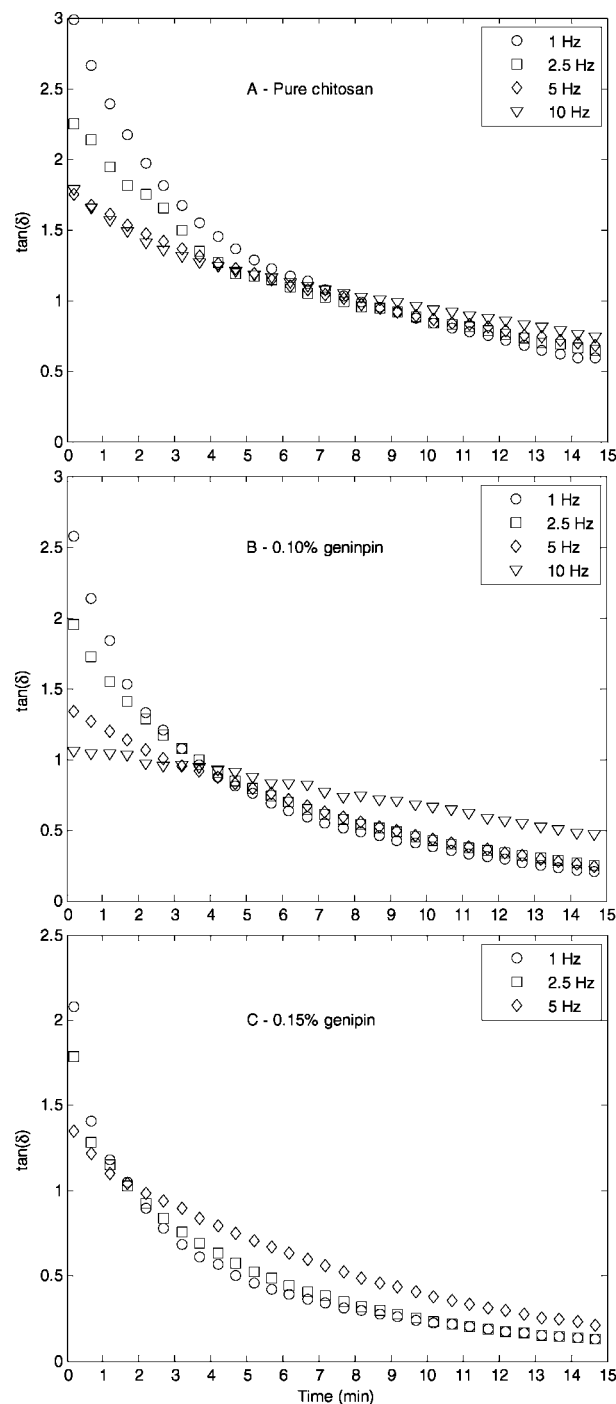 3
2.5
2
1.5
1
0.5
0
tan(δ)
A - Pure chitosan
1 Hz
2.5 Hz
5 Hz
10 Hz
0 1 2 3 4 5 6 7 8 9 10 11 12 13 14 15
3
2.5
2
1.5
1
0.5
0
tan(δ)
B - 0.10% geninpin
1 Hz
2.5 Hz
5 Hz
10 Hz
0 1 2 3 4 5 6 7 8 9 10 11 12 13 14 15
2.5
2
1.5
1
0.5
0
tan(δ)
C - 0.15% genipin
1 Hz
2.5 Hz
5 Hz
0 1 2 3 4 5 6 7 8 9 10 11 12 13 14 15
Time (min)